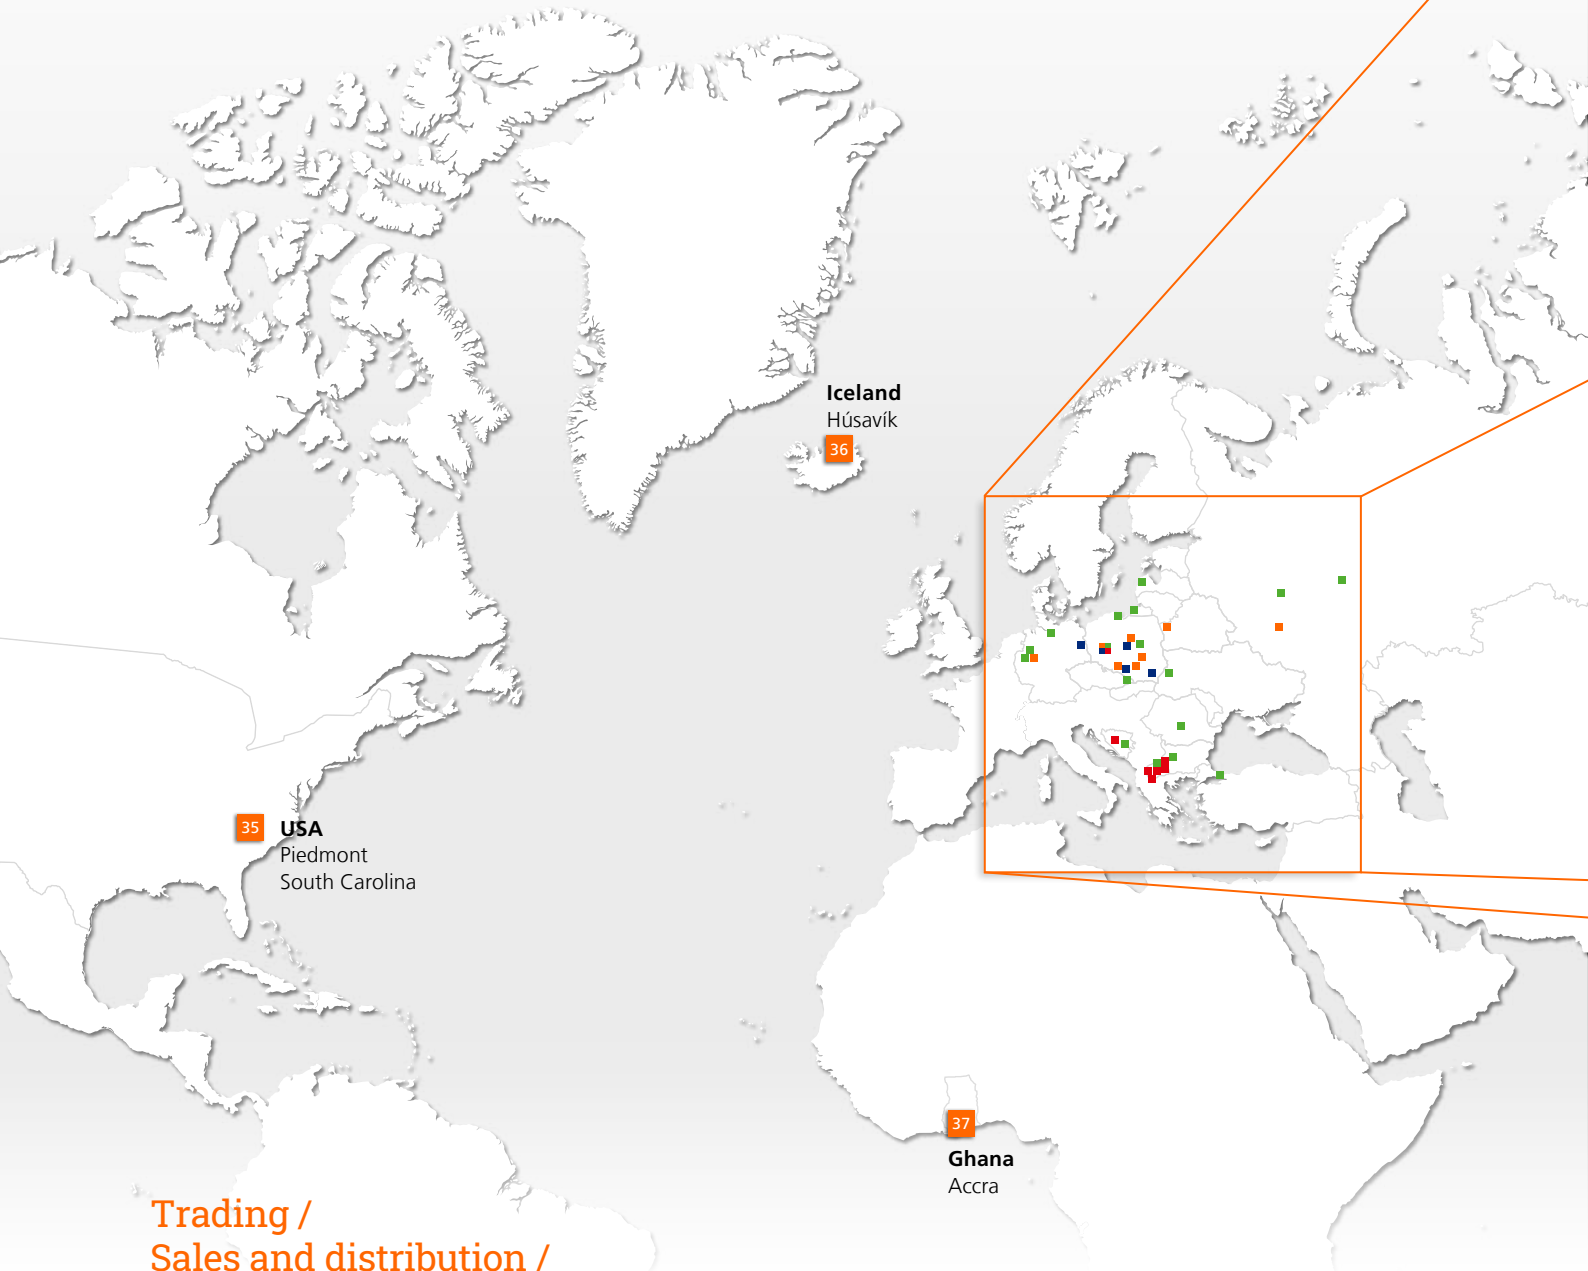 Iceland
Húsavík
36
35
USA
Piedmont
South Carolina
37
Ghana
Accra
Trading /
Sales and distribution /